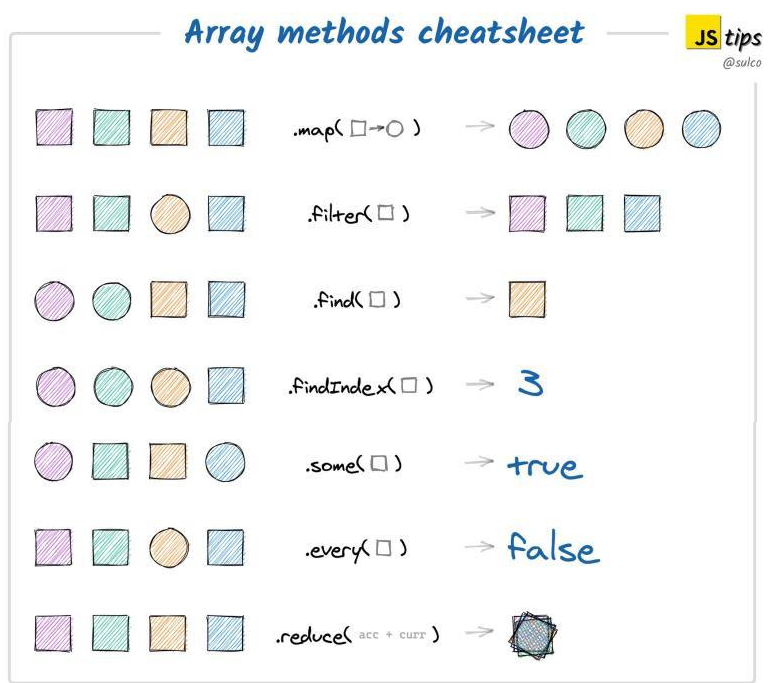 Array methods cheatsheet
JS tips
@sulco
.map( → )
.filter( )
.find( )
.findIndex( )
3
.some( )
true
.every( )
false
.reduce( acc + curr )